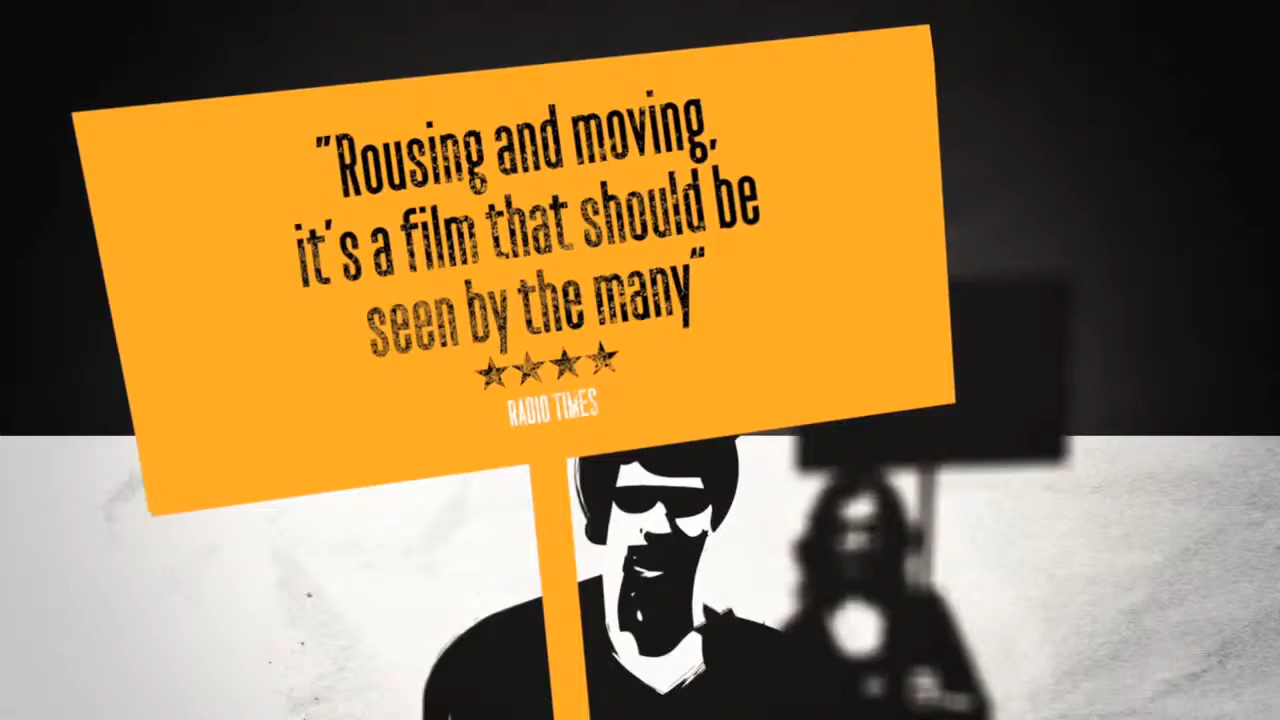 "Rousing and moving,
it's a film that should be
seen by the many"
★★★★
RADIO TIMES